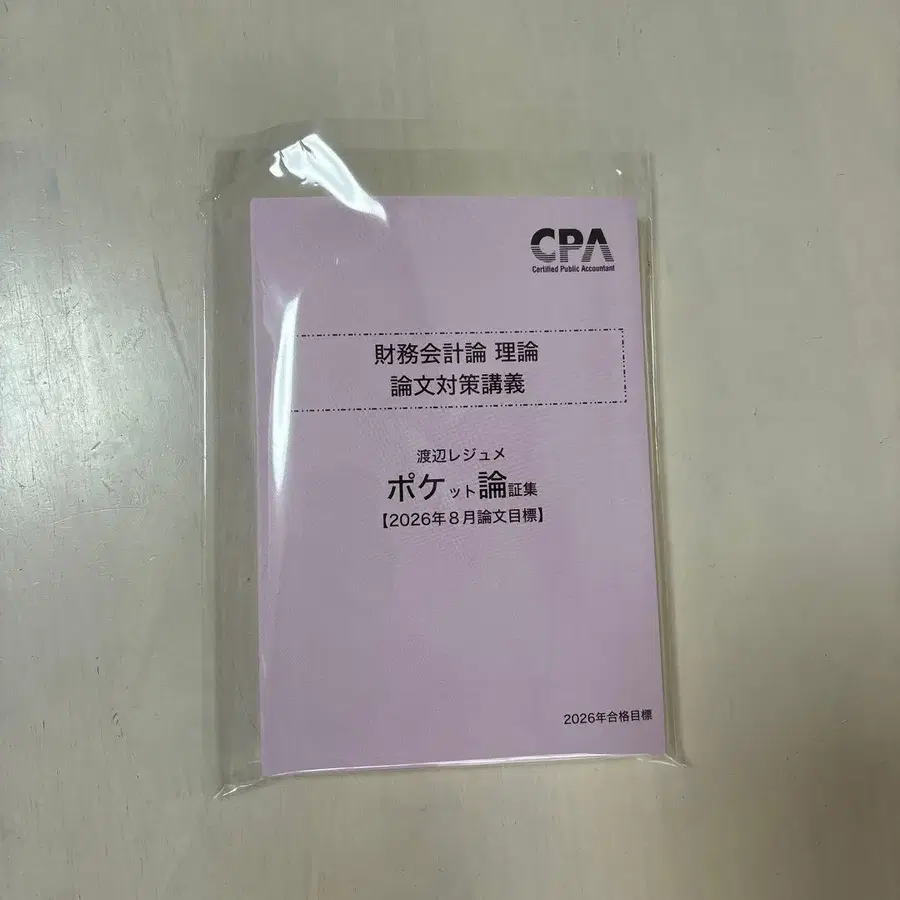 CPA
Certified Public Accountant
財務会計論 理論
論文対策講義
渡辺レジュメ
ポケット論証集
【2026年8月論文目標】
2026年合格目標